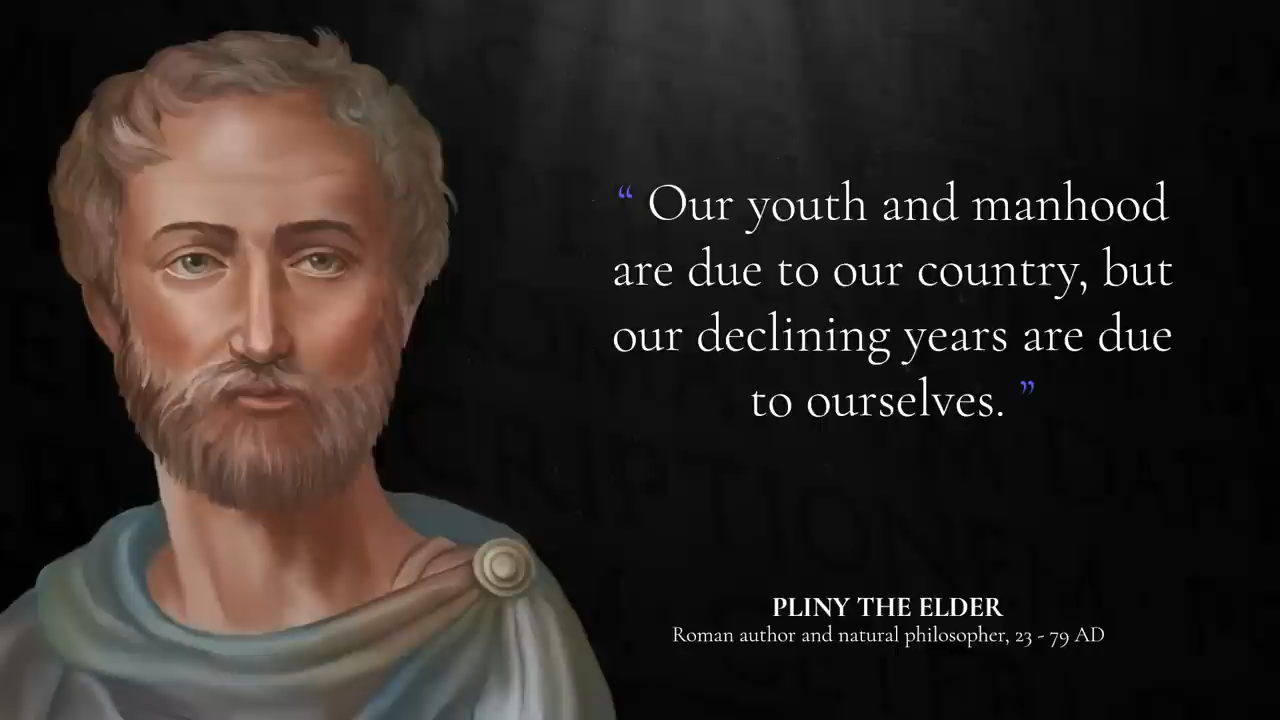 “ Our youth and manhood
are due to our country, but
our declining years are due
to ourselves. ”
PLINY THE ELDER
Roman author and natural philosopher, 23 - 79 AD